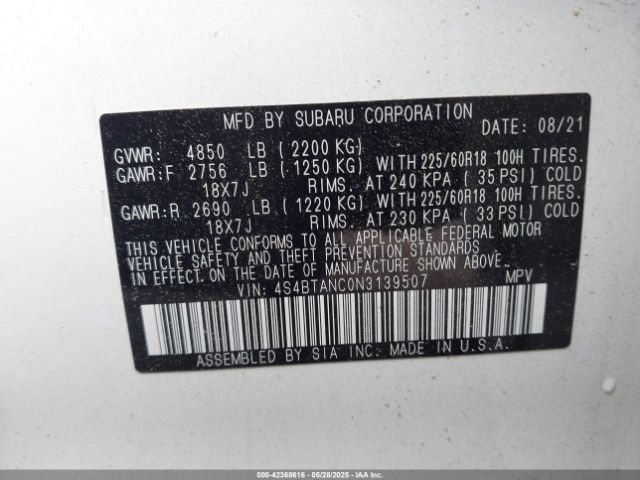 MFD BY SUBARU CORPORATION
DATE: 08/21
GVWR: 4850 LB (2200 KG)
GAWR:F 2756 LB (1250 KG) WITH 225/60R18 100H TIRES.
18X7J RIMS. AT 240 KPA (35 PSI) COLD
GAWR:R 2690 LB (1220 KG) WITH 225/60R18 100H TIRES.
18X7J RIMS. AT 230 KPA (33 PSI) COLD
THIS VEHICLE CONFORMS TO ALL APPLICABLE FEDERAL MOTOR
VEHICLE SAFETY AND THEFT PREVENTION STANDARDS
IN EFFECT ON THE DATE OF MANUFACTURE SHOWN ABOVE.
VIN: 4S4BTANC0N3139507 MPV
ASSEMBLED BY SIA INC. MADE IN U.S.A.
000-42368616 | 05/28/2025 - IAAI.COM